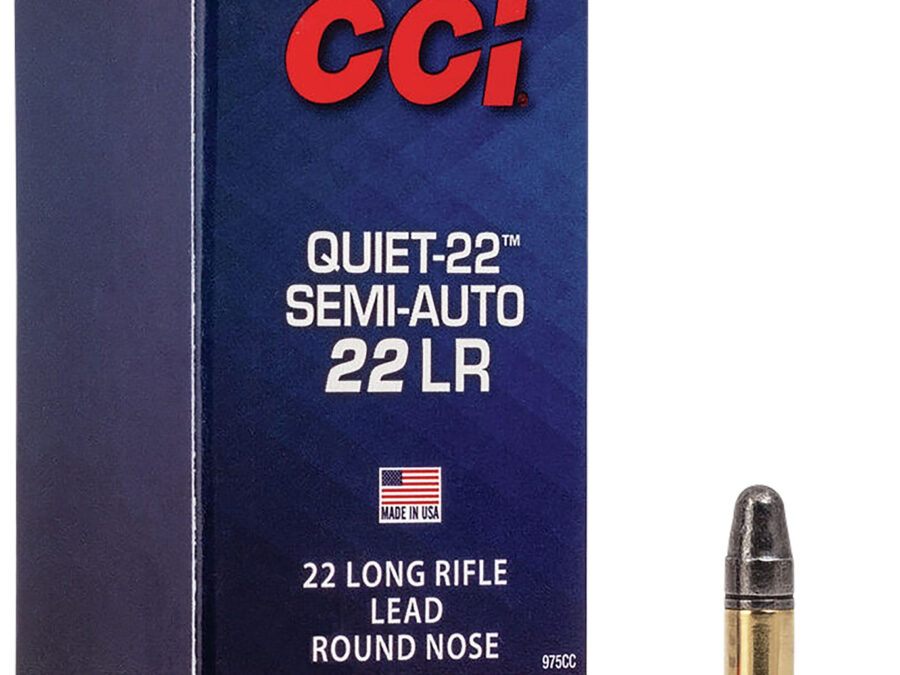 CCI
QUIET-22™
SEMI-AUTO
22 LR
MADE IN USA
22 LONG RIFLE
LEAD
ROUND NOSE
975CC